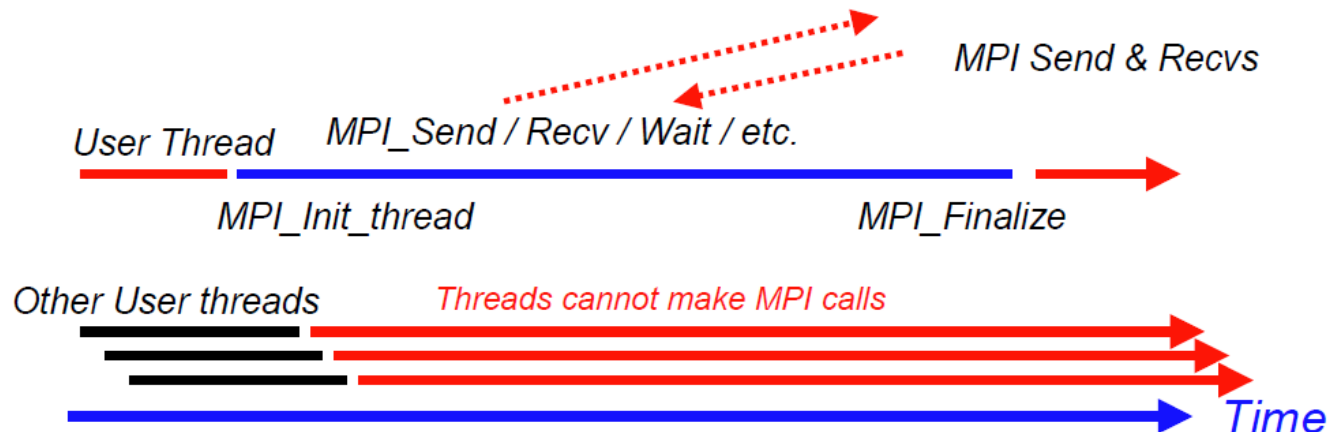 MPI Send & Recvs
User Thread
MPI_Send / Recv / Wait / etc.
MPI_Init_thread
MPI_Finalize
Other User threads
Threads cannot make MPI calls
Time